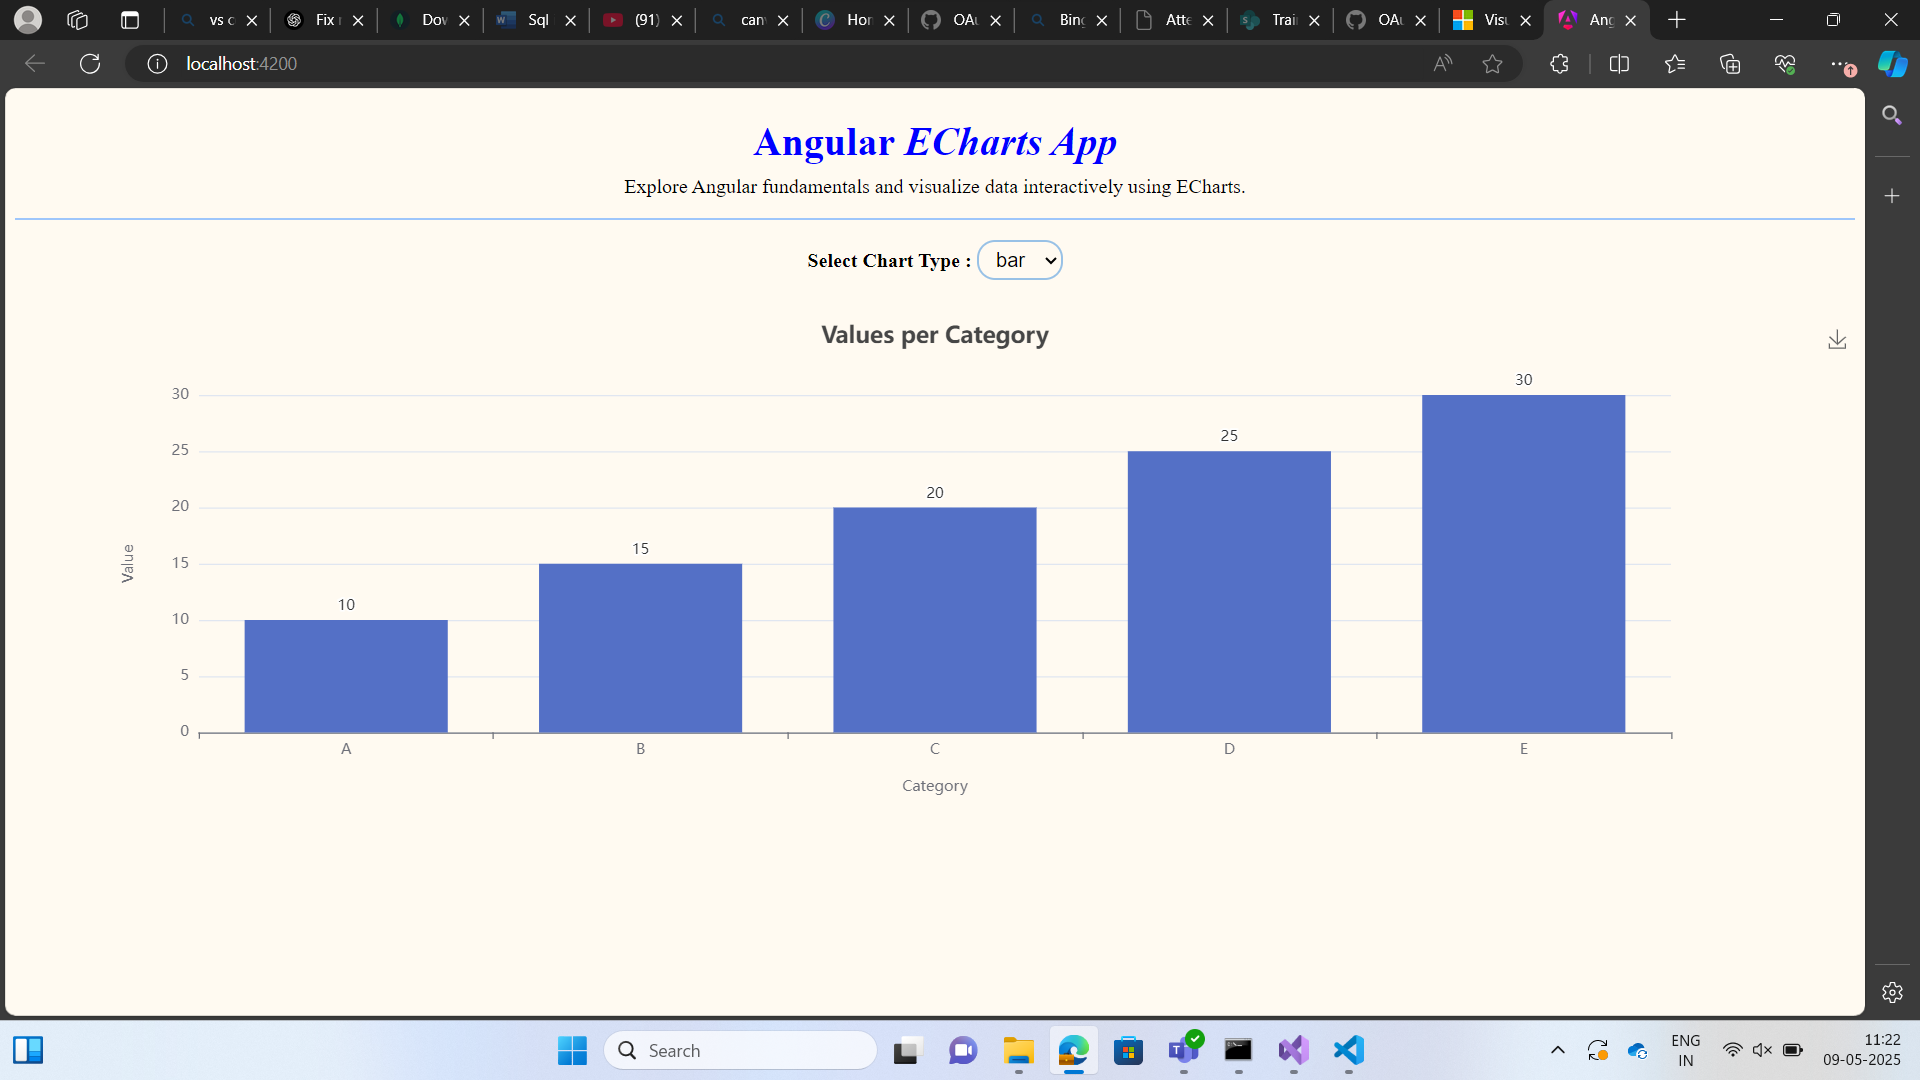 vs c
Fix
Dov
Sql
(91)
can
Hor
OAu
Bing
Atte
Trai
OAu
Visu
Ang
localhost:4200
Angular ECharts App
Explore Angular fundamentals and visualize data interactively using ECharts.
Select Chart Type : bar
Values per Category
30
25
20
15
10
5
0
Value
10
15
20
25
30
A
B
C
D
E
Category
Search
ENG
IN
11:22
09-05-2025